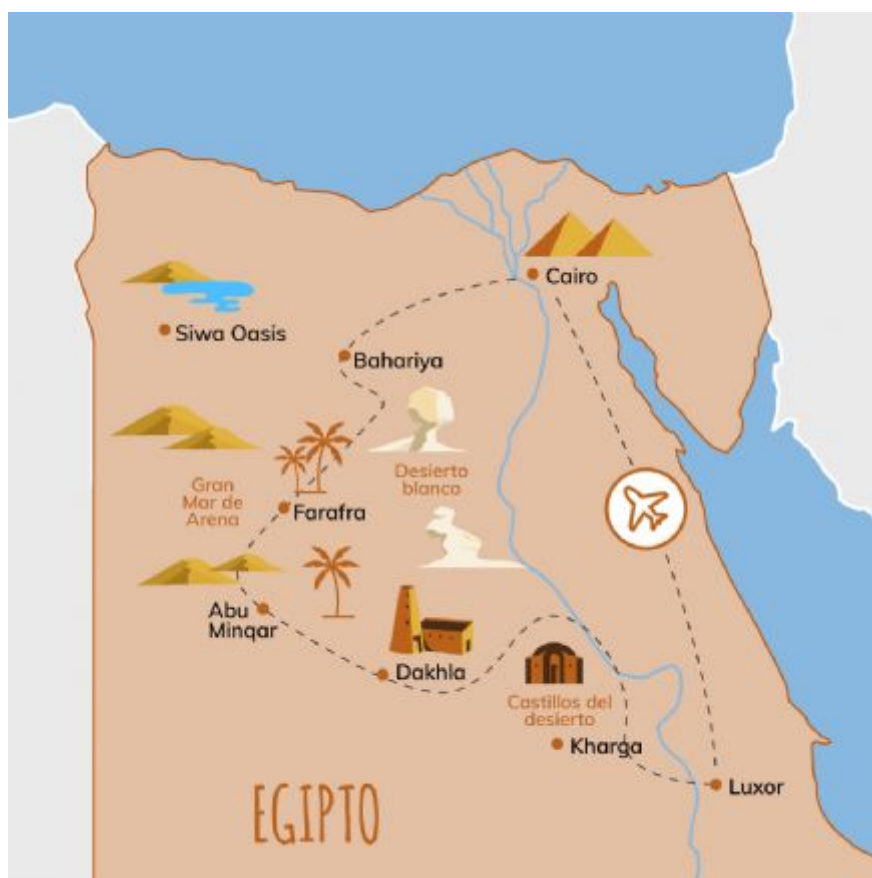 Cairo
Siwa Oasis
Bahariya
Desierto
blanco
Gran
Mar de
Arena
Farafra
Abu
Minqar
Dakhla
Castillos del
desierto
Kharga
Luxor
EGIPTO